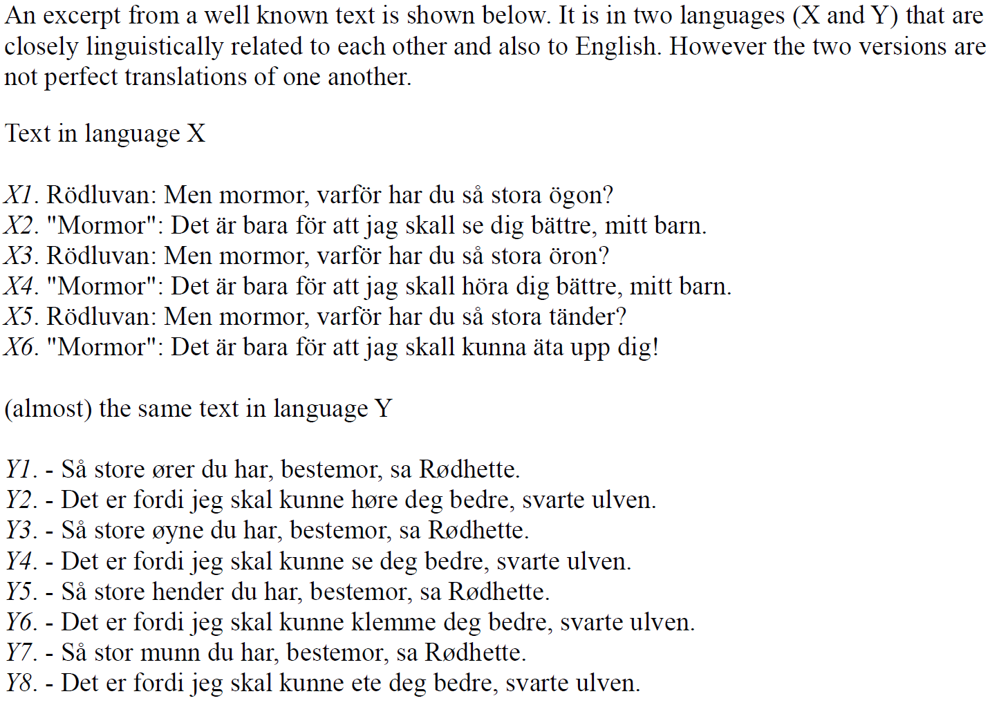 An excerpt from a well known text is shown below. It is in two languages (X and Y) that are
closely linguistically related to each other and also to English. However the two versions are
not perfect translations of one another.
Text in language X
X1. Rödluvan: Men mormor, varför har du så stora ögon?
X2. "Mormor": Det är bara för att jag skall se dig bättre, mitt barn.
X3. Rödluvan: Men mormor, varför har du så stora öron?
X4. "Mormor": Det är bara för att jag skall höra dig bättre, mitt barn.
X5. Rödluvan: Men mormor, varför har du så stora tänder?
X6. "Mormor": Det är bara för att jag skall kunna äta upp dig!
(almost) the same text in language Y
Y1. - Så store ører du har, bestemor, sa Rødhette.
Y2. - Det er fordi jeg skal kunne høre deg bedre, svarte ulven.
Y3. - Så store øyne du har, bestemor, sa Rødhette.
Y4. - Det er fordi jeg skal kunne se deg bedre, svarte ulven.
Y5. - Så store hender du har, bestemor, sa Rødhette.
Y6. - Det er fordi jeg skal kunne klemme deg bedre, svarte ulven.
Y7. - Så stor munn du har, bestemor, sa Rødhette.
Y8. - Det er fordi jeg skal kunne ete deg bedre, svarte ulven.